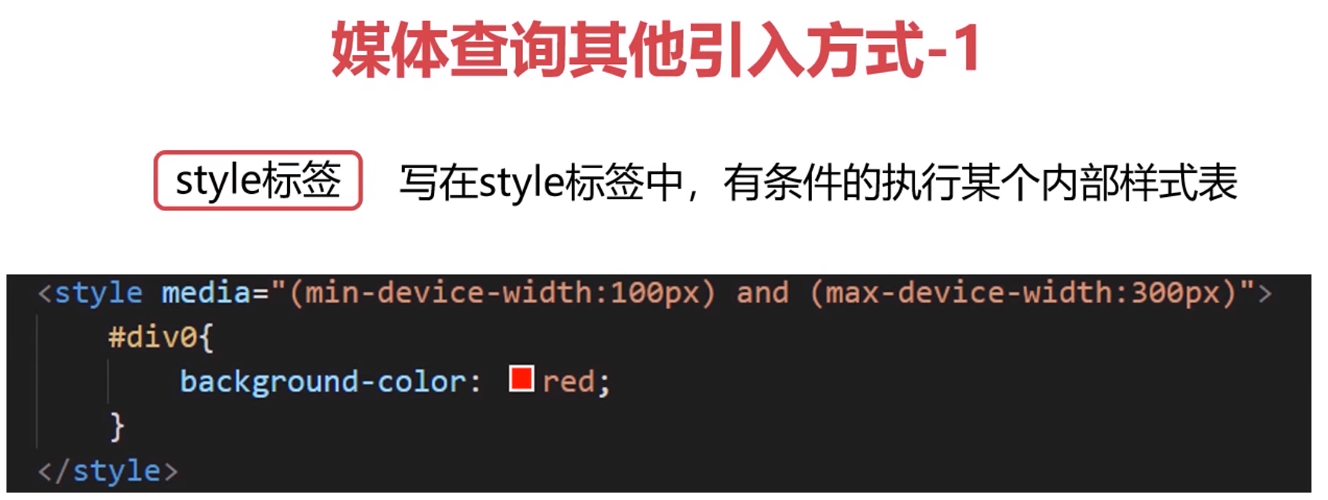 媒体查询其他引入方式-1
style标签 写在style标签中，有条件的执行某个内部样式表
<style media="(min-device-width:100px) and (max-device-width:300px)">
#div0{
background-color: red;
}
</style>